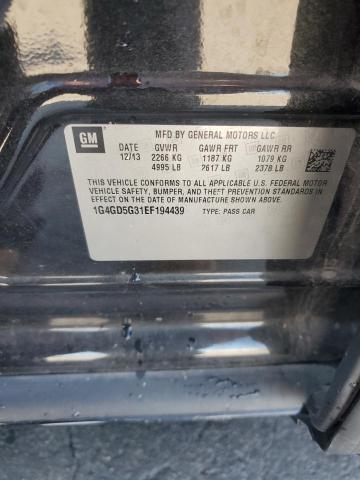 GM
MFD BY GENERAL MOTORS LLC
DATE GVWR GAWR FRT GAWR RR
12/13 2266 KG 1187 KG 1079 KG
4995 LB 2617 LB 2378 LB
THIS VEHICLE CONFORMS TO ALL APPLICABLE U.S. FEDERAL MOTOR
VEHICLE SAFETY, BUMPER, AND THEFT PREVENTION STANDARDS IN
EFFECT ON THE DATE OF MANUFACTURE SHOWN ABOVE.
1G4GD5G31EF194439 TYPE: PASS CAR